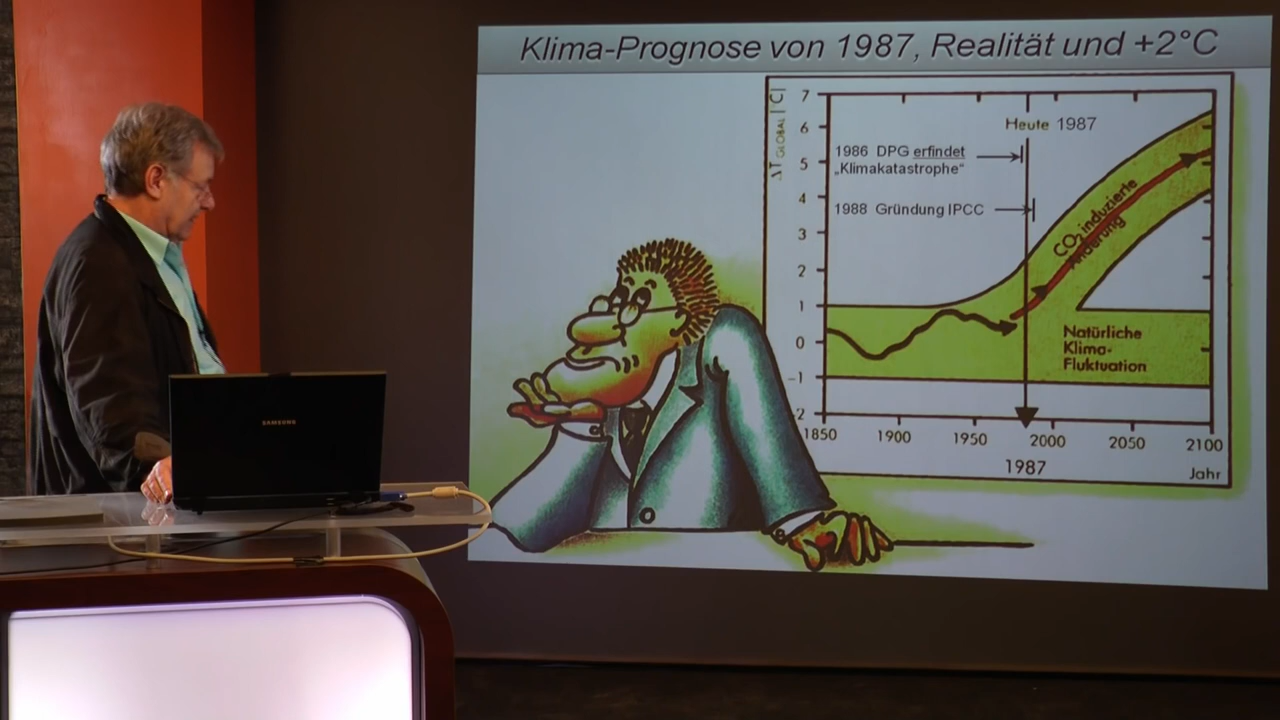 Klima-Prognose von 1987, Realität und +2°C
ΔT GLOBAL |°C|
7
6
5
4
3
2
1
0
-1
-2
Heute 1987
1986 DPG erfindet
„Klimakatastrophe“
1988 Gründung IPCC
CO₂ induzierte
Änderung
Natürliche
Klima-
Fluktuation
1850 1900 1950 2000 2050 2100
1987
Jahr
SAMSUNG